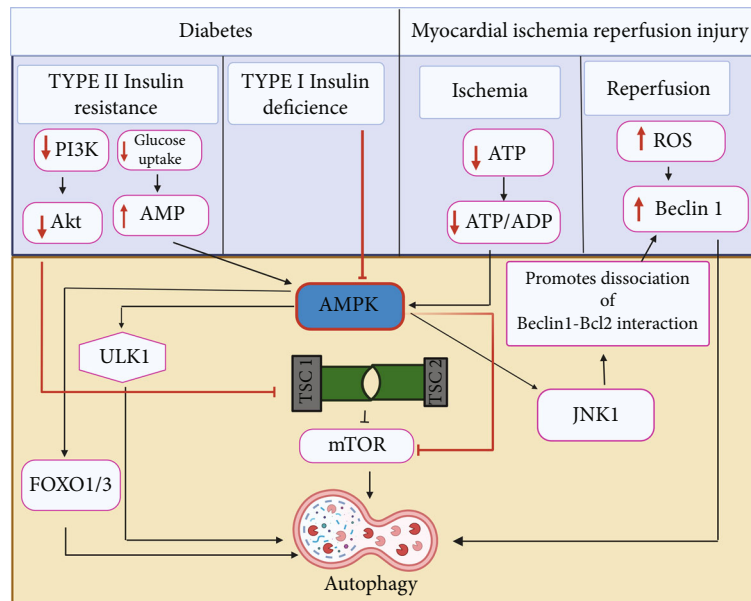 Diabetes
Myocardial ischemia reperfusion injury
TYPE II Insulin
resistance
TYPE I Insulin
deficience
Ischemia
Reperfusion
PI3K
Glucose
uptake
ATP
ROS
Akt
AMP
ATP/ADP
Beclin 1
Promotes dissociation
of
Beclin1-Bcl2 interaction
AMPK
ULK1
TSC 1
TSC 2
JNK1
mTOR
FOXO1/3
Autophagy